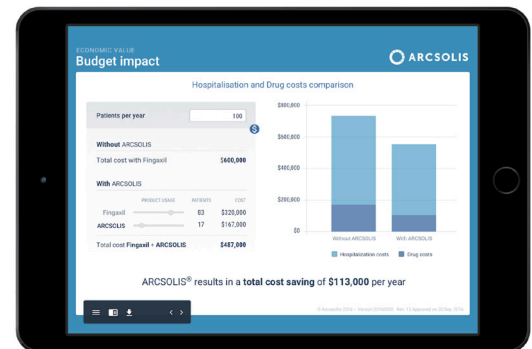 ECONOMIC VALUE
Budget impact
ARCSOLIS
Hospitalisation and Drug costs comparison
Patients per year 100
$
Without ARCSOLIS
Total cost with Fingaxil $600,000
With ARCSOLIS
PRODUCT USAGE PATIENTS COST
Fingaxil 83 $320,000
ARCSOLIS 17 $167,000
Total cost Fingaxil + ARCSOLIS $487,000
$800,000
$600,000
$400,000
$200,000
$0
Without ARCSOLIS With ARCSOLIS
Hospitalization costs Drug costs
ARCSOLIS® results in a total cost saving of $113,000 per year